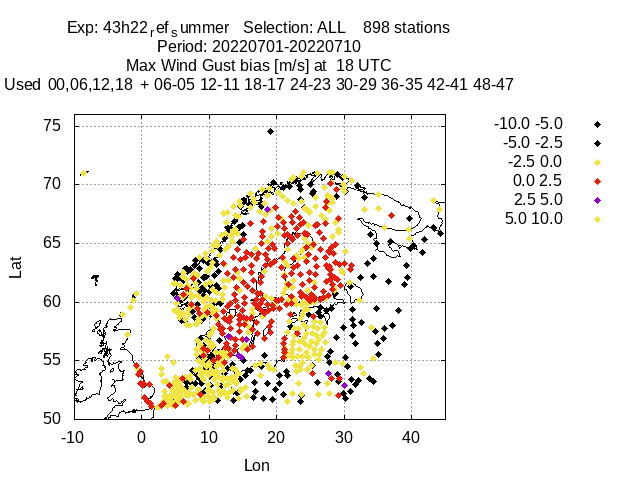 Exp: 43h22refsummer Selection: ALL 898 stations
Period: 20220701-20220710
Max Wind Gust bias [m/s] at 18 UTC
Used 00,06,12,18 + 06-05 12-11 18-17 24-23 30-29 36-35 42-41 48-47
-10.0 -5.0
-5.0 -2.5
-2.5 0.0
0.0 2.5
2.5 5.0
5.0 10.0
75
70
65
60
55
50
Lat
-10 0 10 20 30 40
Lon